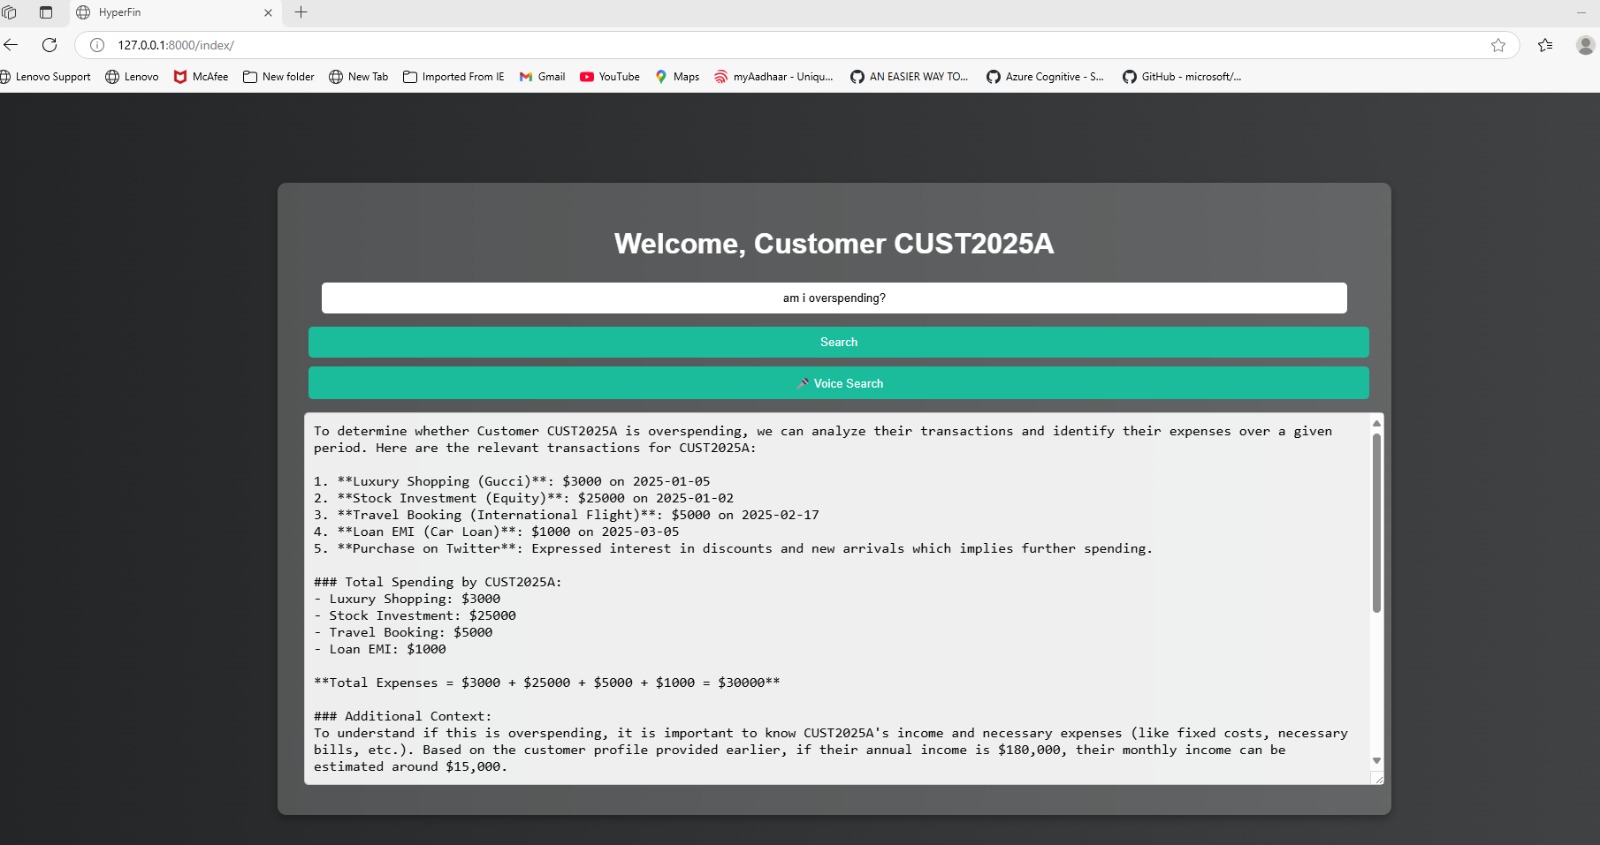 HyperFin
127.0.0.1:8000/index/
Lenovo Support
Lenovo
McAfee
New folder
New Tab
Imported From IE
Gmail
YouTube
Maps
myAadhaar - Uniqu...
AN EASIER WAY TO...
Azure Cognitive - S...
GitHub - microsoft/...
Welcome, Customer CUST2025A
am i overspending?
Search
Voice Search
To determine whether Customer CUST2025A is overspending, we can analyze their transactions and identify their expenses over a given
period. Here are the relevant transactions for CUST2025A:
1. **Luxury Shopping (Gucci)**: $3000 on 2025-01-05
2. **Stock Investment (Equity)**: $25000 on 2025-01-02
3. **Travel Booking (International Flight)**: $5000 on 2025-02-17
4. **Loan EMI (Car Loan)**: $1000 on 2025-03-05
5. **Purchase on Twitter**: Expressed interest in discounts and new arrivals which implies further spending.
### Total Spending by CUST2025A:
- Luxury Shopping: $3000
- Stock Investment: $25000
- Travel Booking: $5000
- Loan EMI: $1000
**Total Expenses = $3000 + $25000 + $5000 + $1000 = $30000**
### Additional Context:
To understand if this is overspending, it is important to know CUST2025A's income and necessary expenses (like fixed costs, necessary
bills, etc.). Based on the customer profile provided earlier, if their annual income is $180,000, their monthly income can be
estimated around $15,000.